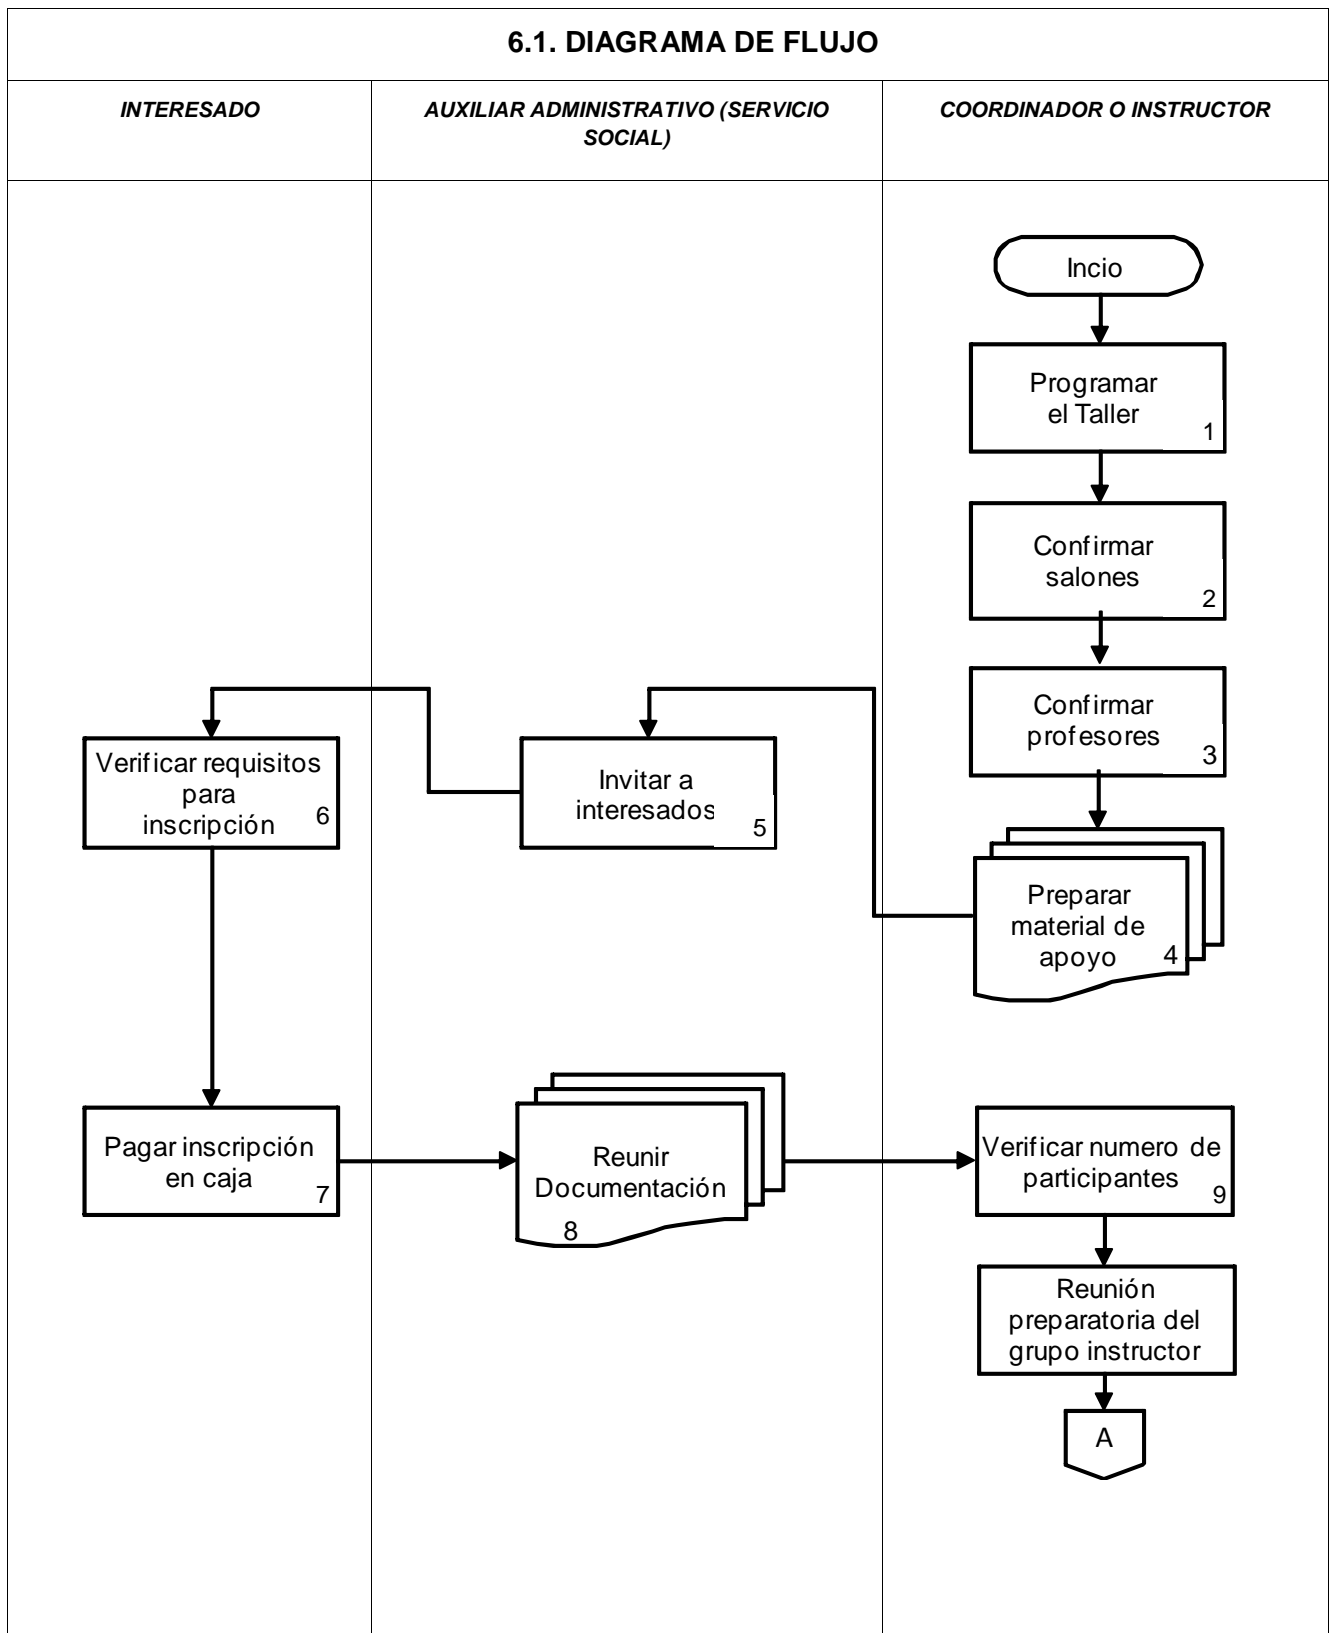 6.1. DIAGRAMA DE FLUJO
INTERESADO
AUXILIAR ADMINISTRATIVO (SERVICIO
SOCIAL)
COORDINADOR O INSTRUCTOR
Incio
Programar
el Taller
1
Confirmar
salones
2
Confirmar
profesores
3
Preparar
material de
apoyo
4
Invitar a
interesados
5
Verificar requisitos
para
inscripción
6
Pagar inscripción
en caja
7
Reunir
Documentación
8
Verificar numero de
participantes
9
Reunión
preparatoria del
grupo instructor
A